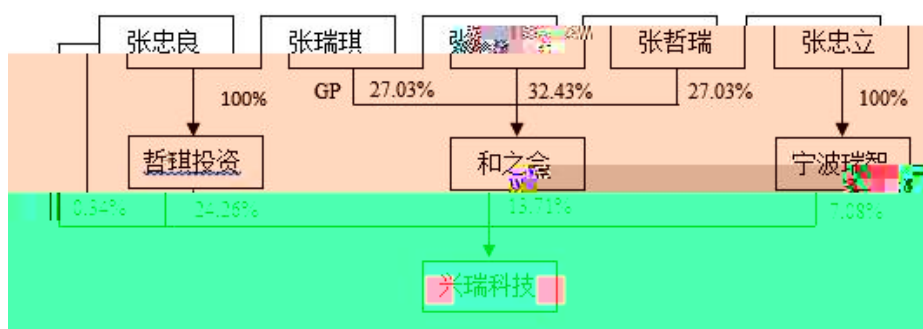 张忠良 张瑞琪 张 张哲瑞 张忠立
100% GP 27.03% 32.43% 27.03% 100%
哲琪投资 和之合 宁波瑞智
0.34% 24.26% 13.71% 7.08%
兴瑞科技